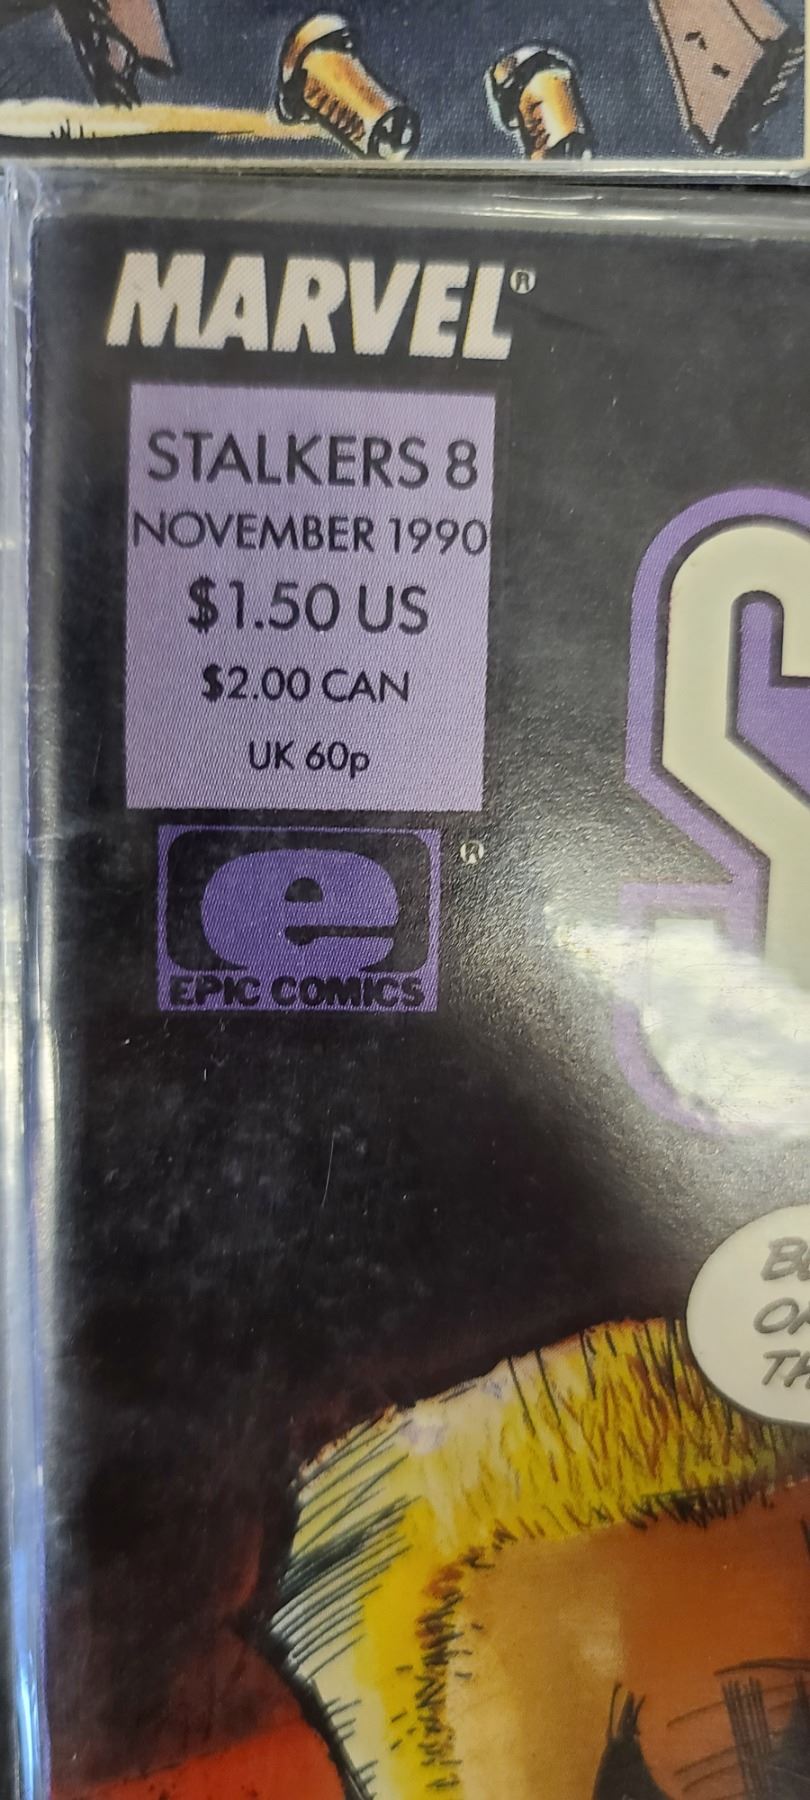 MARVEL®
STALKERS 8
NOVEMBER 1990
$1.50 US
$2.00 CAN
UK 60p
e ®
EPIC COMICS
S